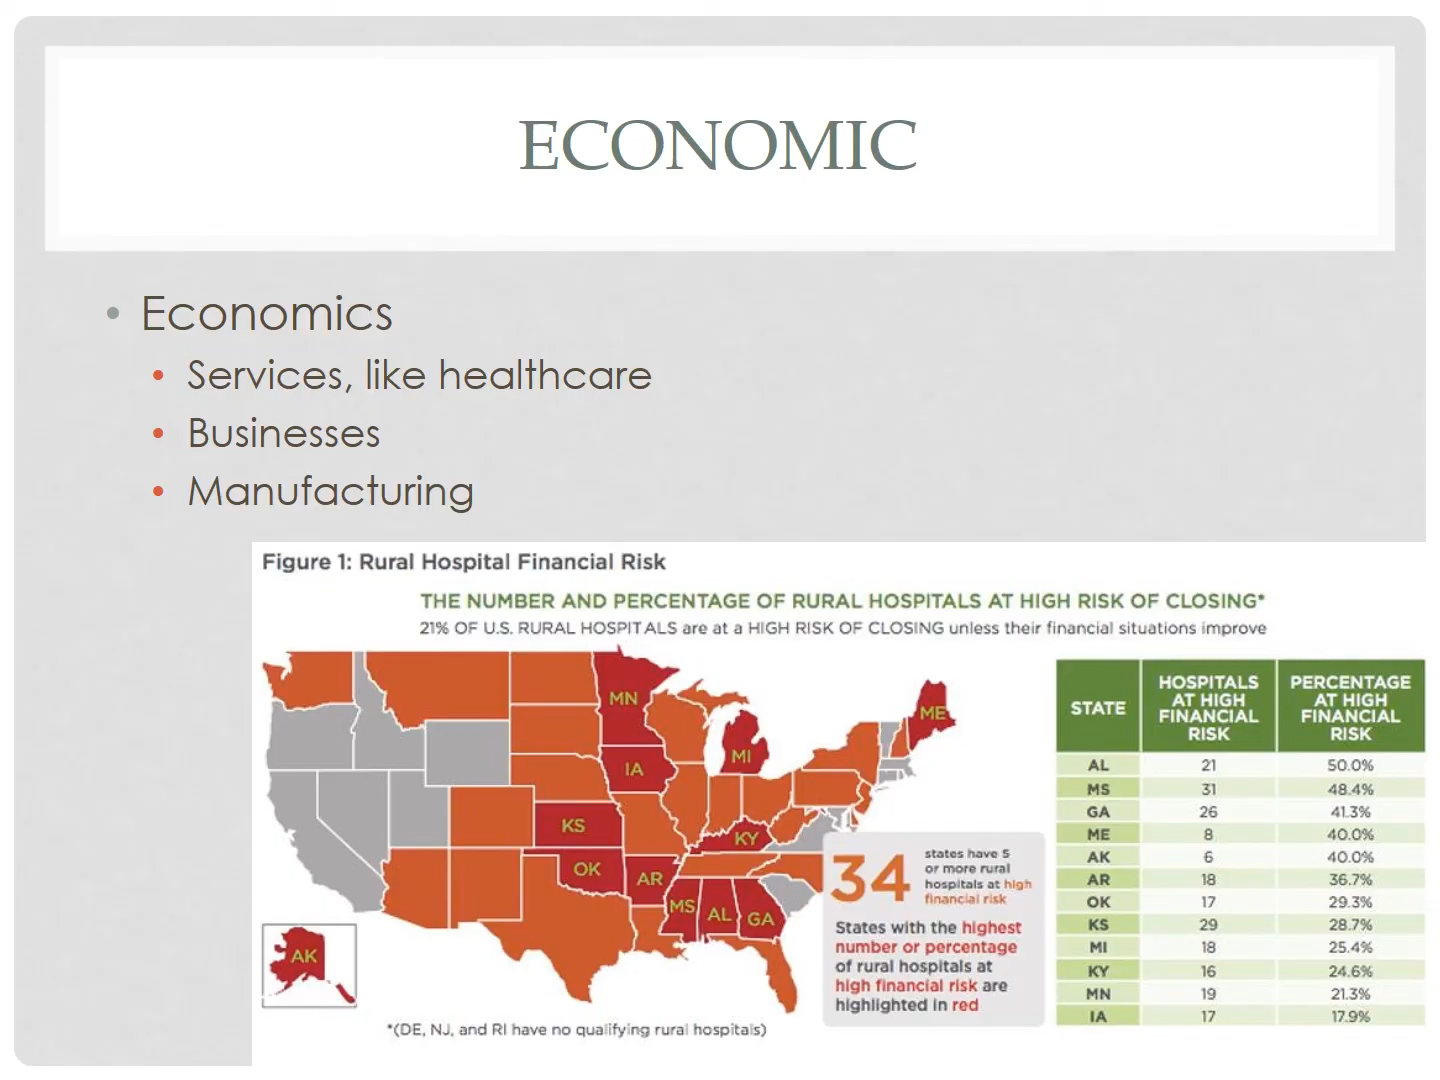 ECONOMIC
• Economics
• Services, like healthcare
• Businesses
• Manufacturing
Figure 1: Rural Hospital Financial Risk
THE NUMBER AND PERCENTAGE OF RURAL HOSPITALS AT HIGH RISK OF CLOSING*
21% OF U.S. RURAL HOSPITALS are at a HIGH RISK OF CLOSING unless their financial situations improve
MN
ME
MI
IA
KS
KY
OK
AR
MS
AL
GA
AK
34
states have 5
or more rural
hospitals at high
financial risk
States with the highest
number or percentage
of rural hospitals at
high financial risk are
highlighted in red
*(DE, NJ, and RI have no qualifying rural hospitals)
STATE
HOSPITALS
AT HIGH
FINANCIAL
RISK
PERCENTAGE
AT HIGH
FINANCIAL
RISK
AL 21 50.0%
MS 31 48.4%
GA 26 41.3%
ME 8 40.0%
AK 6 40.0%
AR 18 36.7%
OK 17 29.3%
KS 29 28.7%
MI 18 25.4%
KY 16 24.6%
MN 19 21.3%
IA 17 17.9%